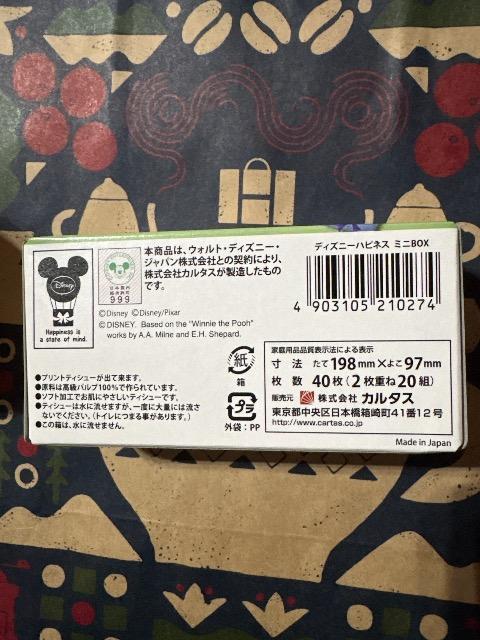 Disney
Happiness is
a state of mind.
日本国内
販売許可
999
本商品は、ウォルト・ディズニー・
ジャパン株式会社との契約により、
株式会社カルタスが製造したもの
です。
©Disney ©Disney/Pixar
©DISNEY. Based on the "Winnie the Pooh"
works by A.A. Milne and E.H. Shepard.
ディズニーハピネス ミニBOX
4 903105 210274
●プリントティシューが出て来ます。
●原料は高級パルプ100%で作られています。
●ソフト加工でお肌にやさしいティシューです。
●ティシューは水に流せますが、一度に大量には流さ
ないでください。(トイレにつまる事があります。)
●この箱は、水に流せません。
紙
箱
プラ
外袋：PP
家庭用品品質表示法による表示
寸 法 たて198mm×よこ97mm
枚 数 40枚(2枚重ね20組)
販売元 株式会社 カルタス
東京都中央区日本橋箱崎町41番12号
http://www.cartas.co.jp
Made in Japan